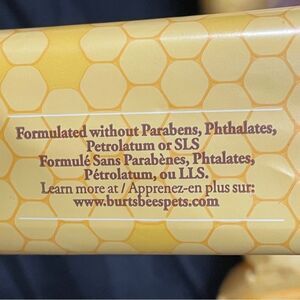 Formulated without Parabens, Phthalates,
Petrolatum or SLS
Formulé Sans Parabènes, Phtalates,
Pétrolatum, ou LLS.
Learn more at / Apprenez-en plus sur:
www.burtsbeespets.com